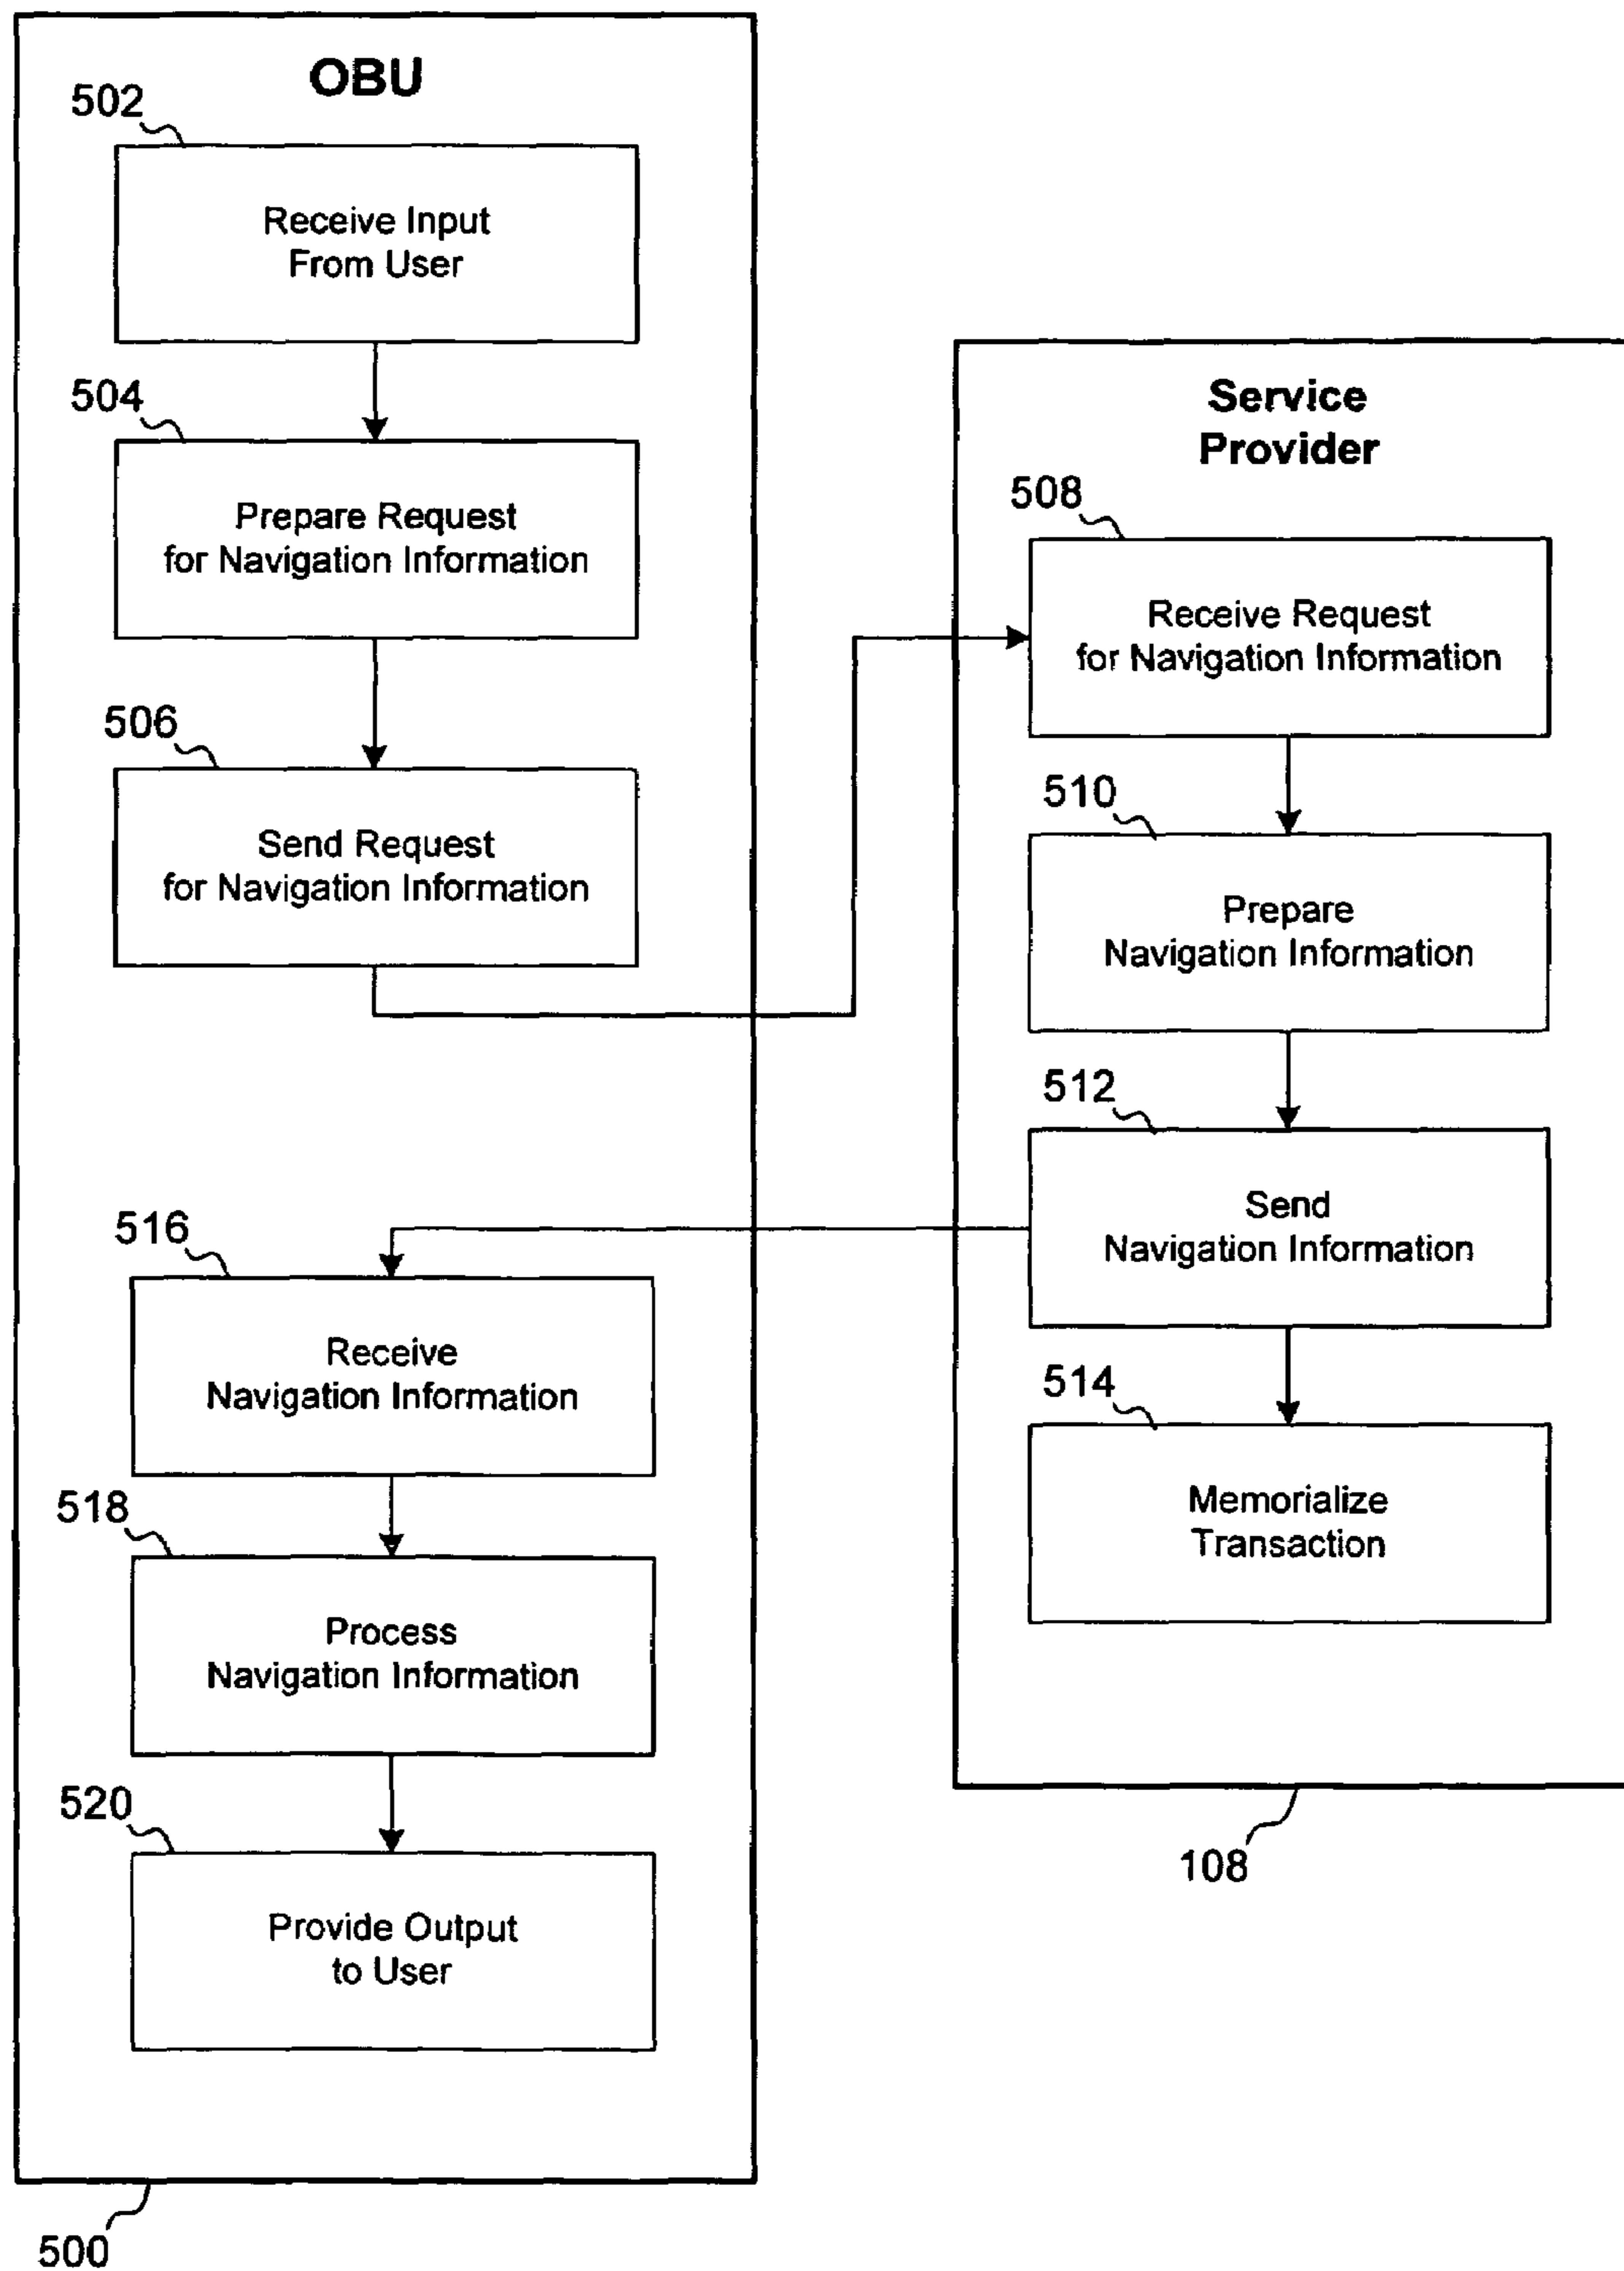 OBU
502
Receive Input
From User
504
Prepare Request
for Navigation Information
506
Send Request
for Navigation Information
516
Receive
Navigation Information
518
Process
Navigation Information
520
Provide Output
to User
500
Service
Provider
508
Receive Request
for Navigation Information
510
Prepare
Navigation Information
512
Send
Navigation Information
514
Memorialize
Transaction
108